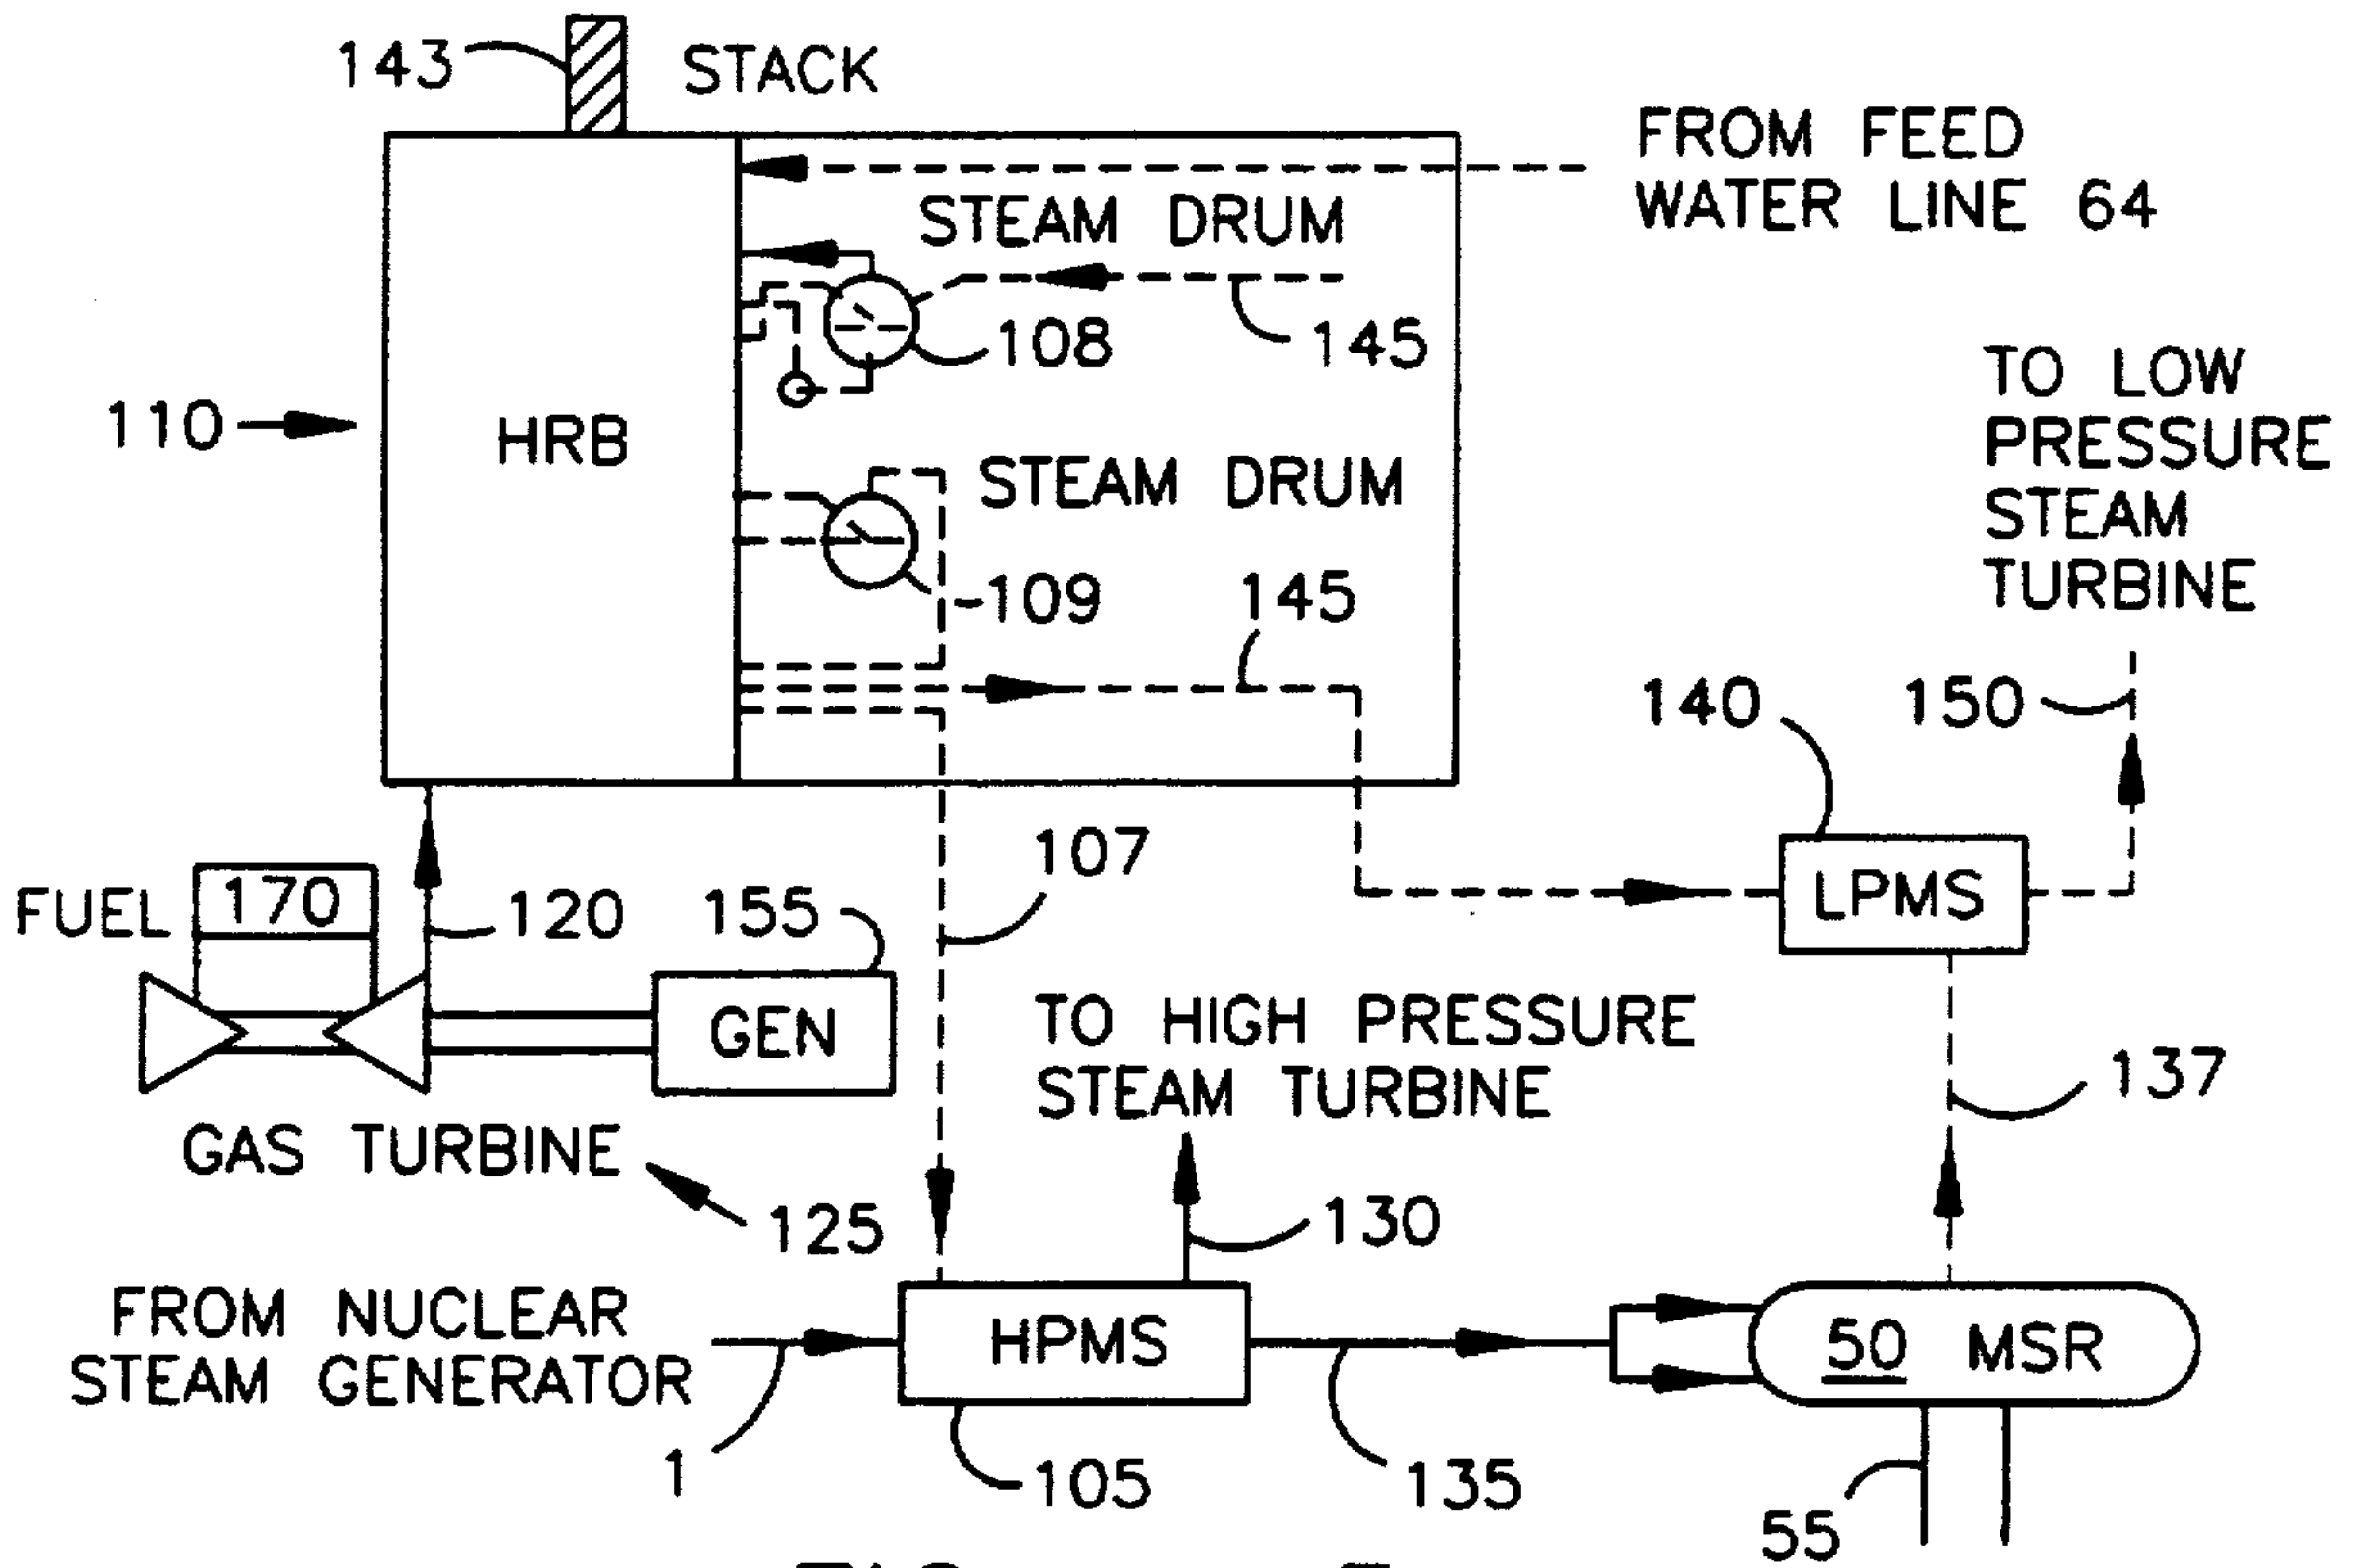 143
STACK
FROM FEED
WATER LINE 64
STEAM DRUM
108
145
110
HRB
TO LOW
PRESSURE
STEAM
TURBINE
STEAM DRUM
109
145
140
150
107
LPMS
FUEL
170
120
155
GEN
TO HIGH PRESSURE
STEAM TURBINE
137
GAS TURBINE
125
130
FROM NUCLEAR
STEAM GENERATOR
HPMS
50 MSR
1
105
135
55